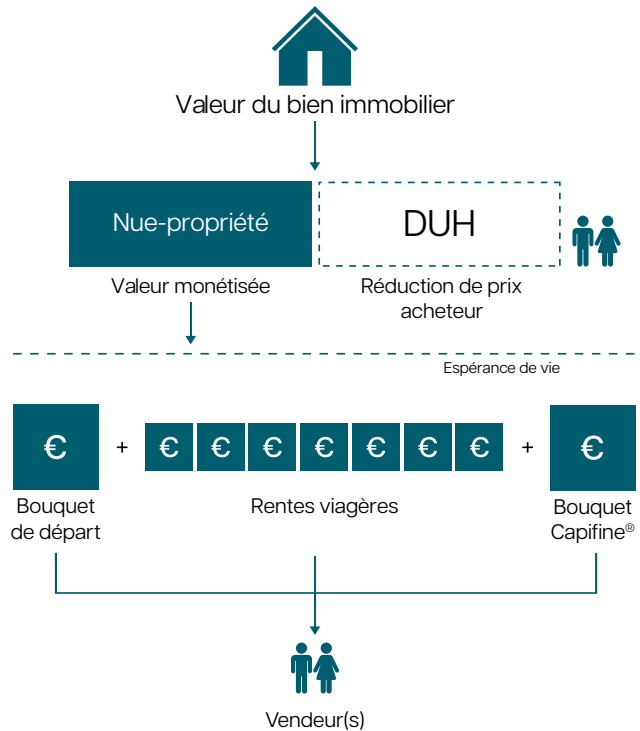 Valeur du bien immobilier
Nue-propriété
DUH
Valeur monétisée
Réduction de prix
acheteur
Espérance de vie
€ + € € € € € € € + €
Bouquet
de départ
Rentes viagères
Bouquet
Capifine®
Vendeur(s)